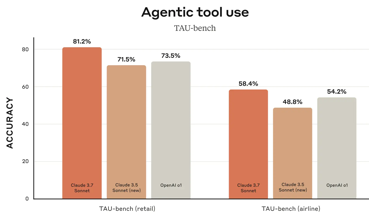 Agentic tool use
TAU-bench
ACCURACY
80
60
40
20
0
81.2%
71.5%
73.5%
58.4%
48.8%
54.2%
Claude 3.7
Sonnet
Claude 3.5
Sonnet (new)
OpenAI o1
Claude 3.7
Sonnet
Claude 3.5
Sonnet (new)
OpenAI o1
TAU-bench (retail)
TAU-bench (airline)